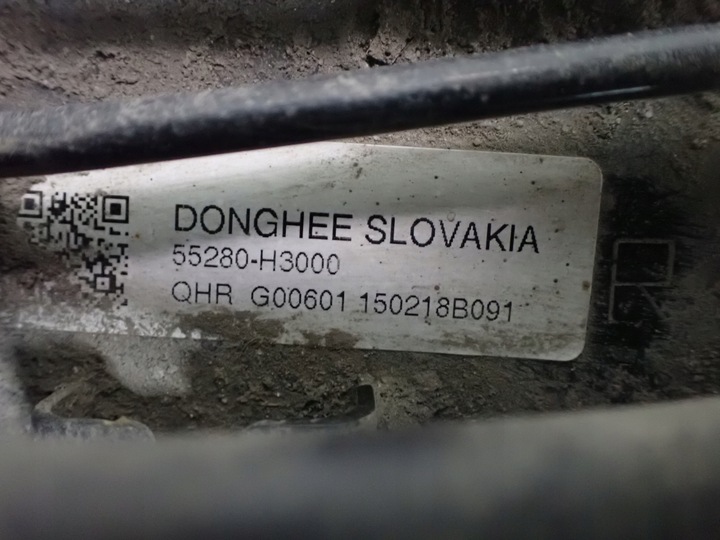 DONGHEE SLOVAKIA
55280-H3000
QHR G00601 150218B091
R